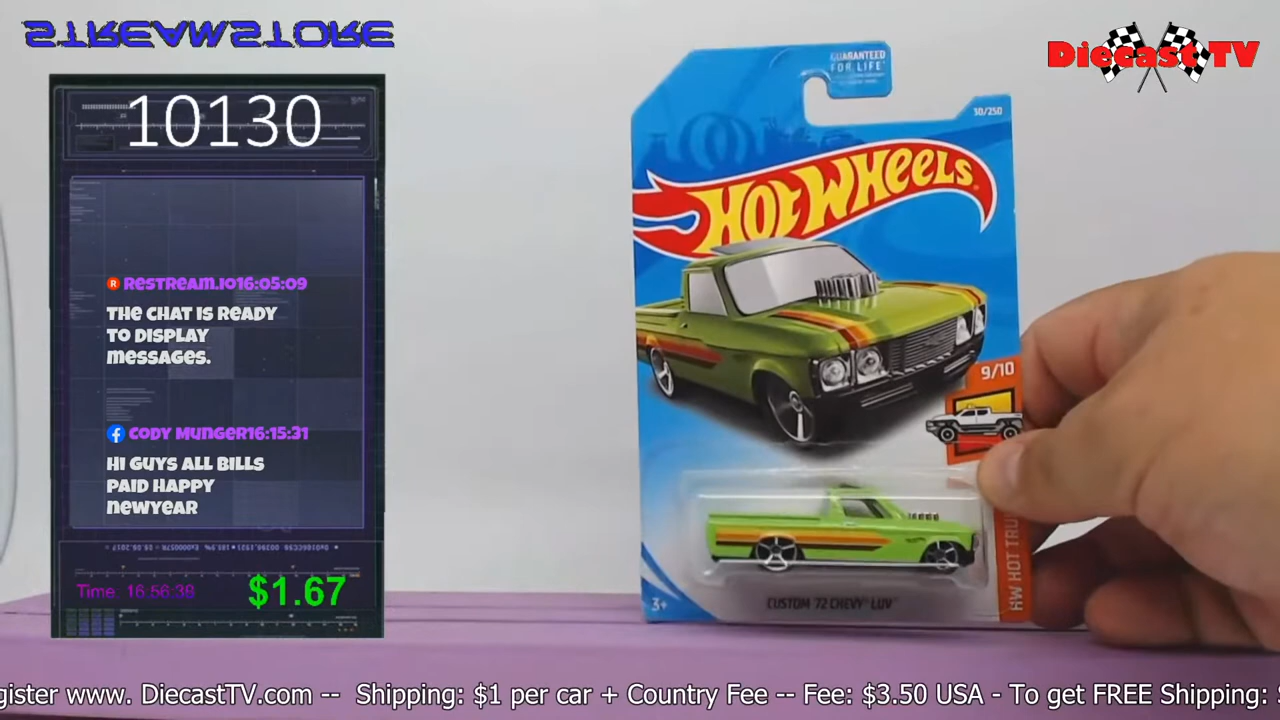 STREAMSTORE
Diecast TV
10130
Restream.io16:05:09
The chat is ready
to display
messages.
Cody Munger16:15:31
Hi guys all bills
paid happy
newyear
Time: 16:56:38
$1.67
GUARANTEED
FOR LIFE
30/250
HOT WHEELS
9/10
HW HOT TRU
3+
CUSTOM '72 CHEVY LUV
gister www. DiecastTV.com -- Shipping: $1 per car + Country Fee -- Fee: $3.50 USA - To get FREE Shipping: